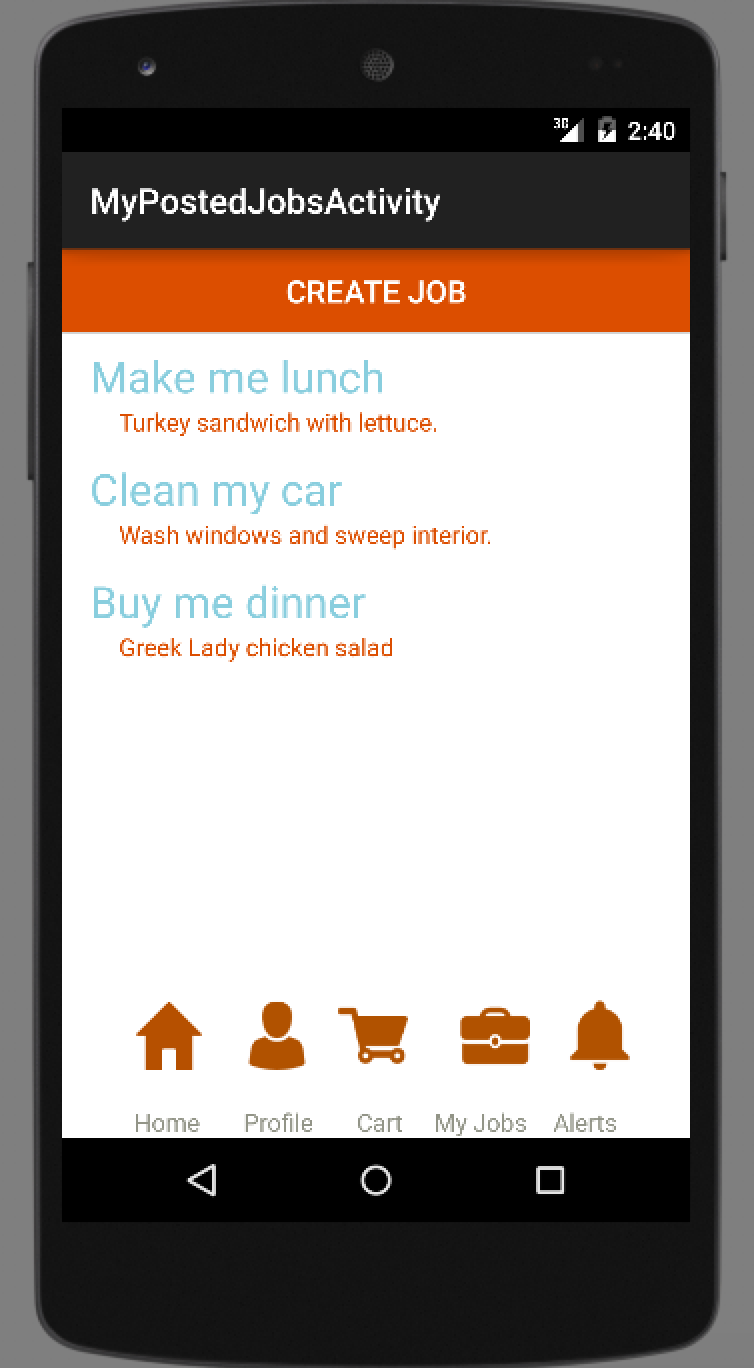 3G 2:40
MyPostedJobsActivity
CREATE JOB
Make me lunch
Turkey sandwich with lettuce.
Clean my car
Wash windows and sweep interior.
Buy me dinner
Greek Lady chicken salad
Home Profile Cart My Jobs Alerts